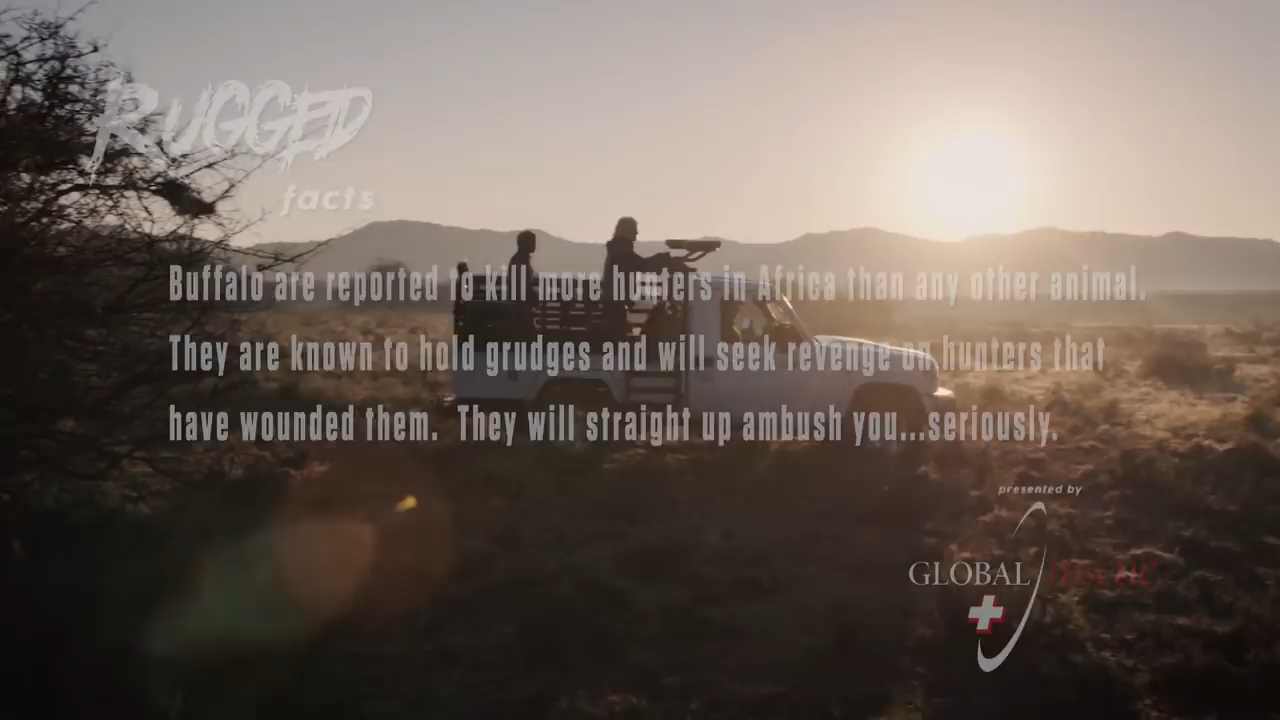 RUGGED
facts
Buffalo are reported to kill more hunters in Africa than any other animal.
They are known to hold grudges and will seek revenge on hunters that
have wounded them. They will straight up ambush you...seriously.
presented by
GLOBAL RESCUE